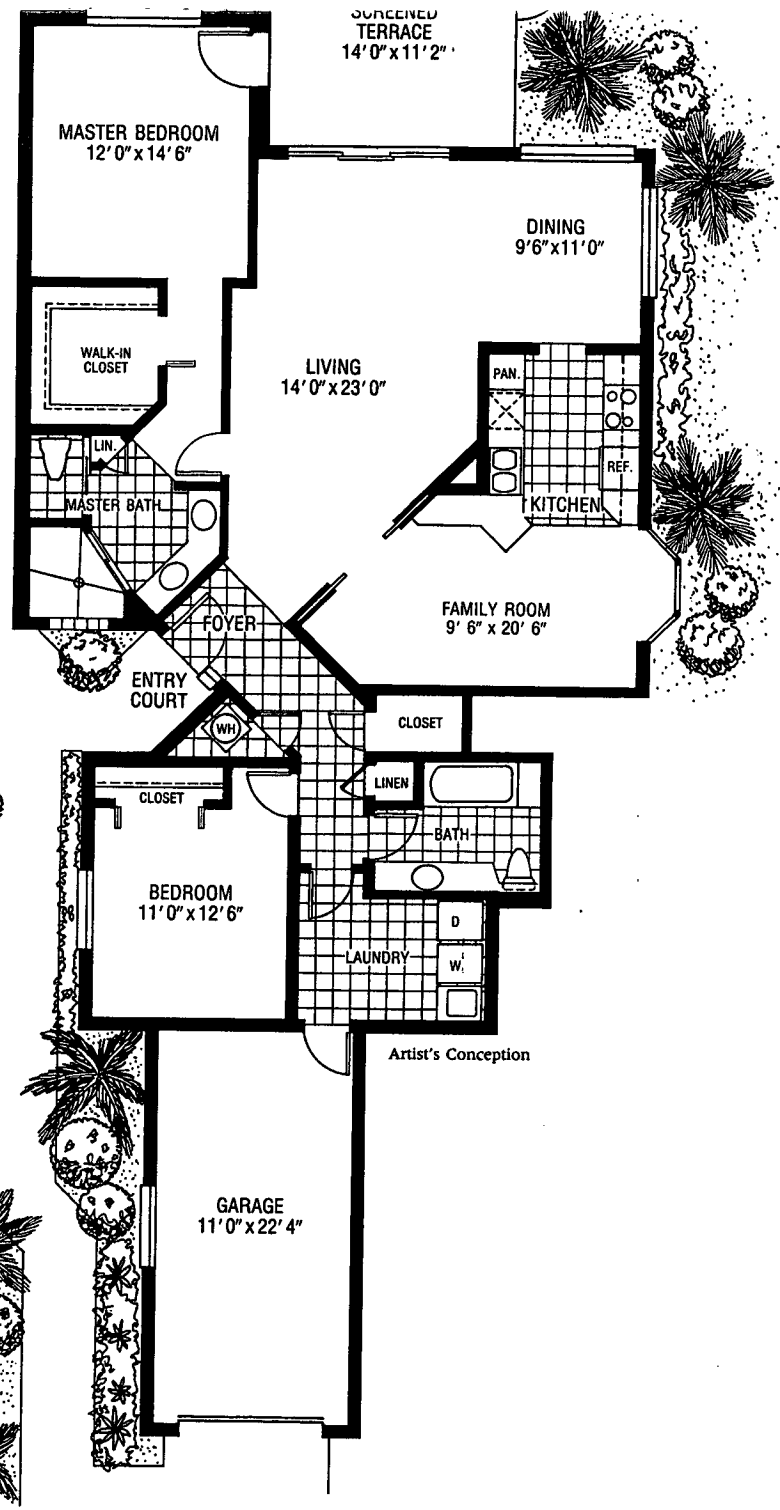 SCREENED
TERRACE
14'0"x11'2"
MASTER BEDROOM
12'0"x14'6"
DINING
9'6"x11'0"
WALK-IN
CLOSET
LIVING
14'0"x23'0"
PAN.
LIN.
REF.
MASTER BATH
KITCHEN
FAMILY ROOM
9'6"x20'6"
FOYER
ENTRY
COURT
WH
CLOSET
LINEN
CLOSET
BATH
BEDROOM
11'0"x12'6"
D
LAUNDRY
W
Artist's Conception
GARAGE
11'0"x22'4"